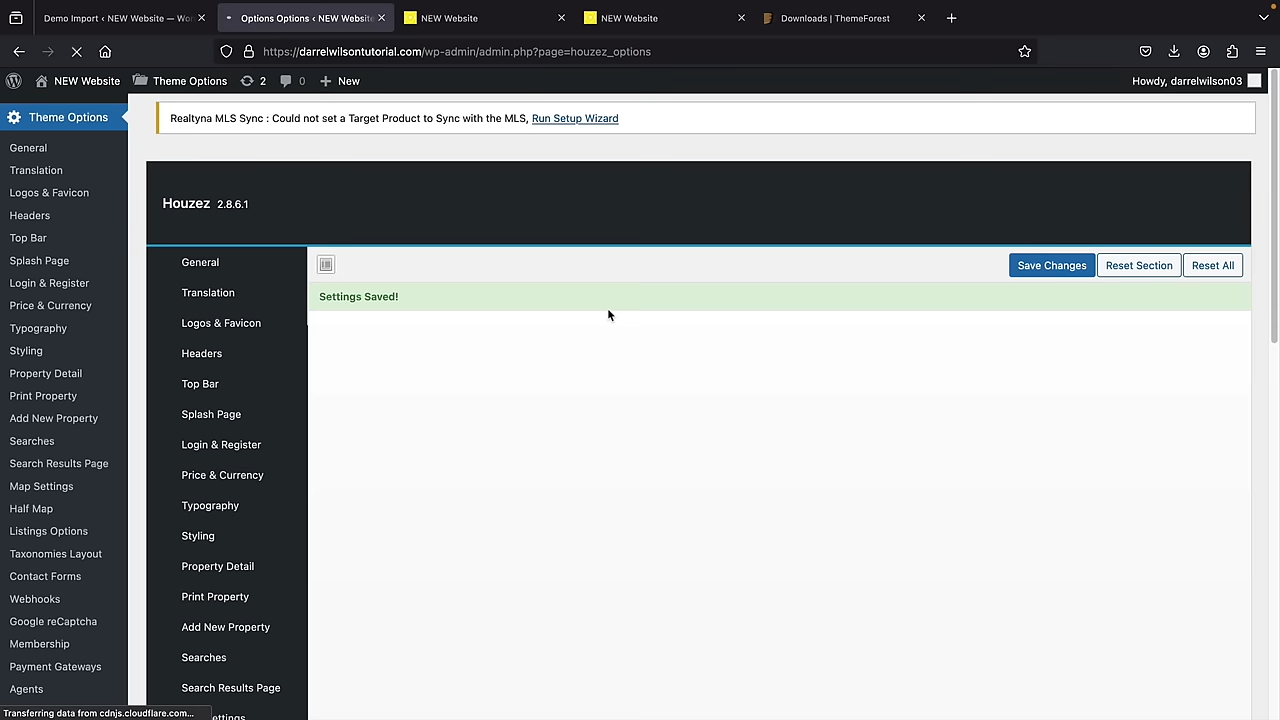 Demo Import ‹ NEW Website — Wor
Options Options ‹ NEW Website
NEW Website
NEW Website
Downloads | ThemeForest
https://darrelwilsontutorial.com/wp-admin/admin.php?page=houzez_options
NEW Website
Theme Options
2
0
New
Howdy, darrelwilson03
Theme Options
General
Translation
Logos & Favicon
Headers
Top Bar
Splash Page
Login & Register
Price & Currency
Typography
Styling
Property Detail
Print Property
Add New Property
Searches
Search Results Page
Map Settings
Half Map
Listings Options
Taxonomies Layout
Contact Forms
Webhooks
Google reCaptcha
Membership
Payment Gateways
Agents
Transferring data from cdnjs.cloudflare.com...
Realtyna MLS Sync : Could not set a Target Product to Sync with the MLS, Run Setup Wizard
Houzez 2.8.6.1
General
Translation
Logos & Favicon
Headers
Top Bar
Splash Page
Login & Register
Price & Currency
Typography
Styling
Property Detail
Print Property
Add New Property
Searches
Search Results Page
Save Changes
Reset Section
Reset All
Settings Saved!